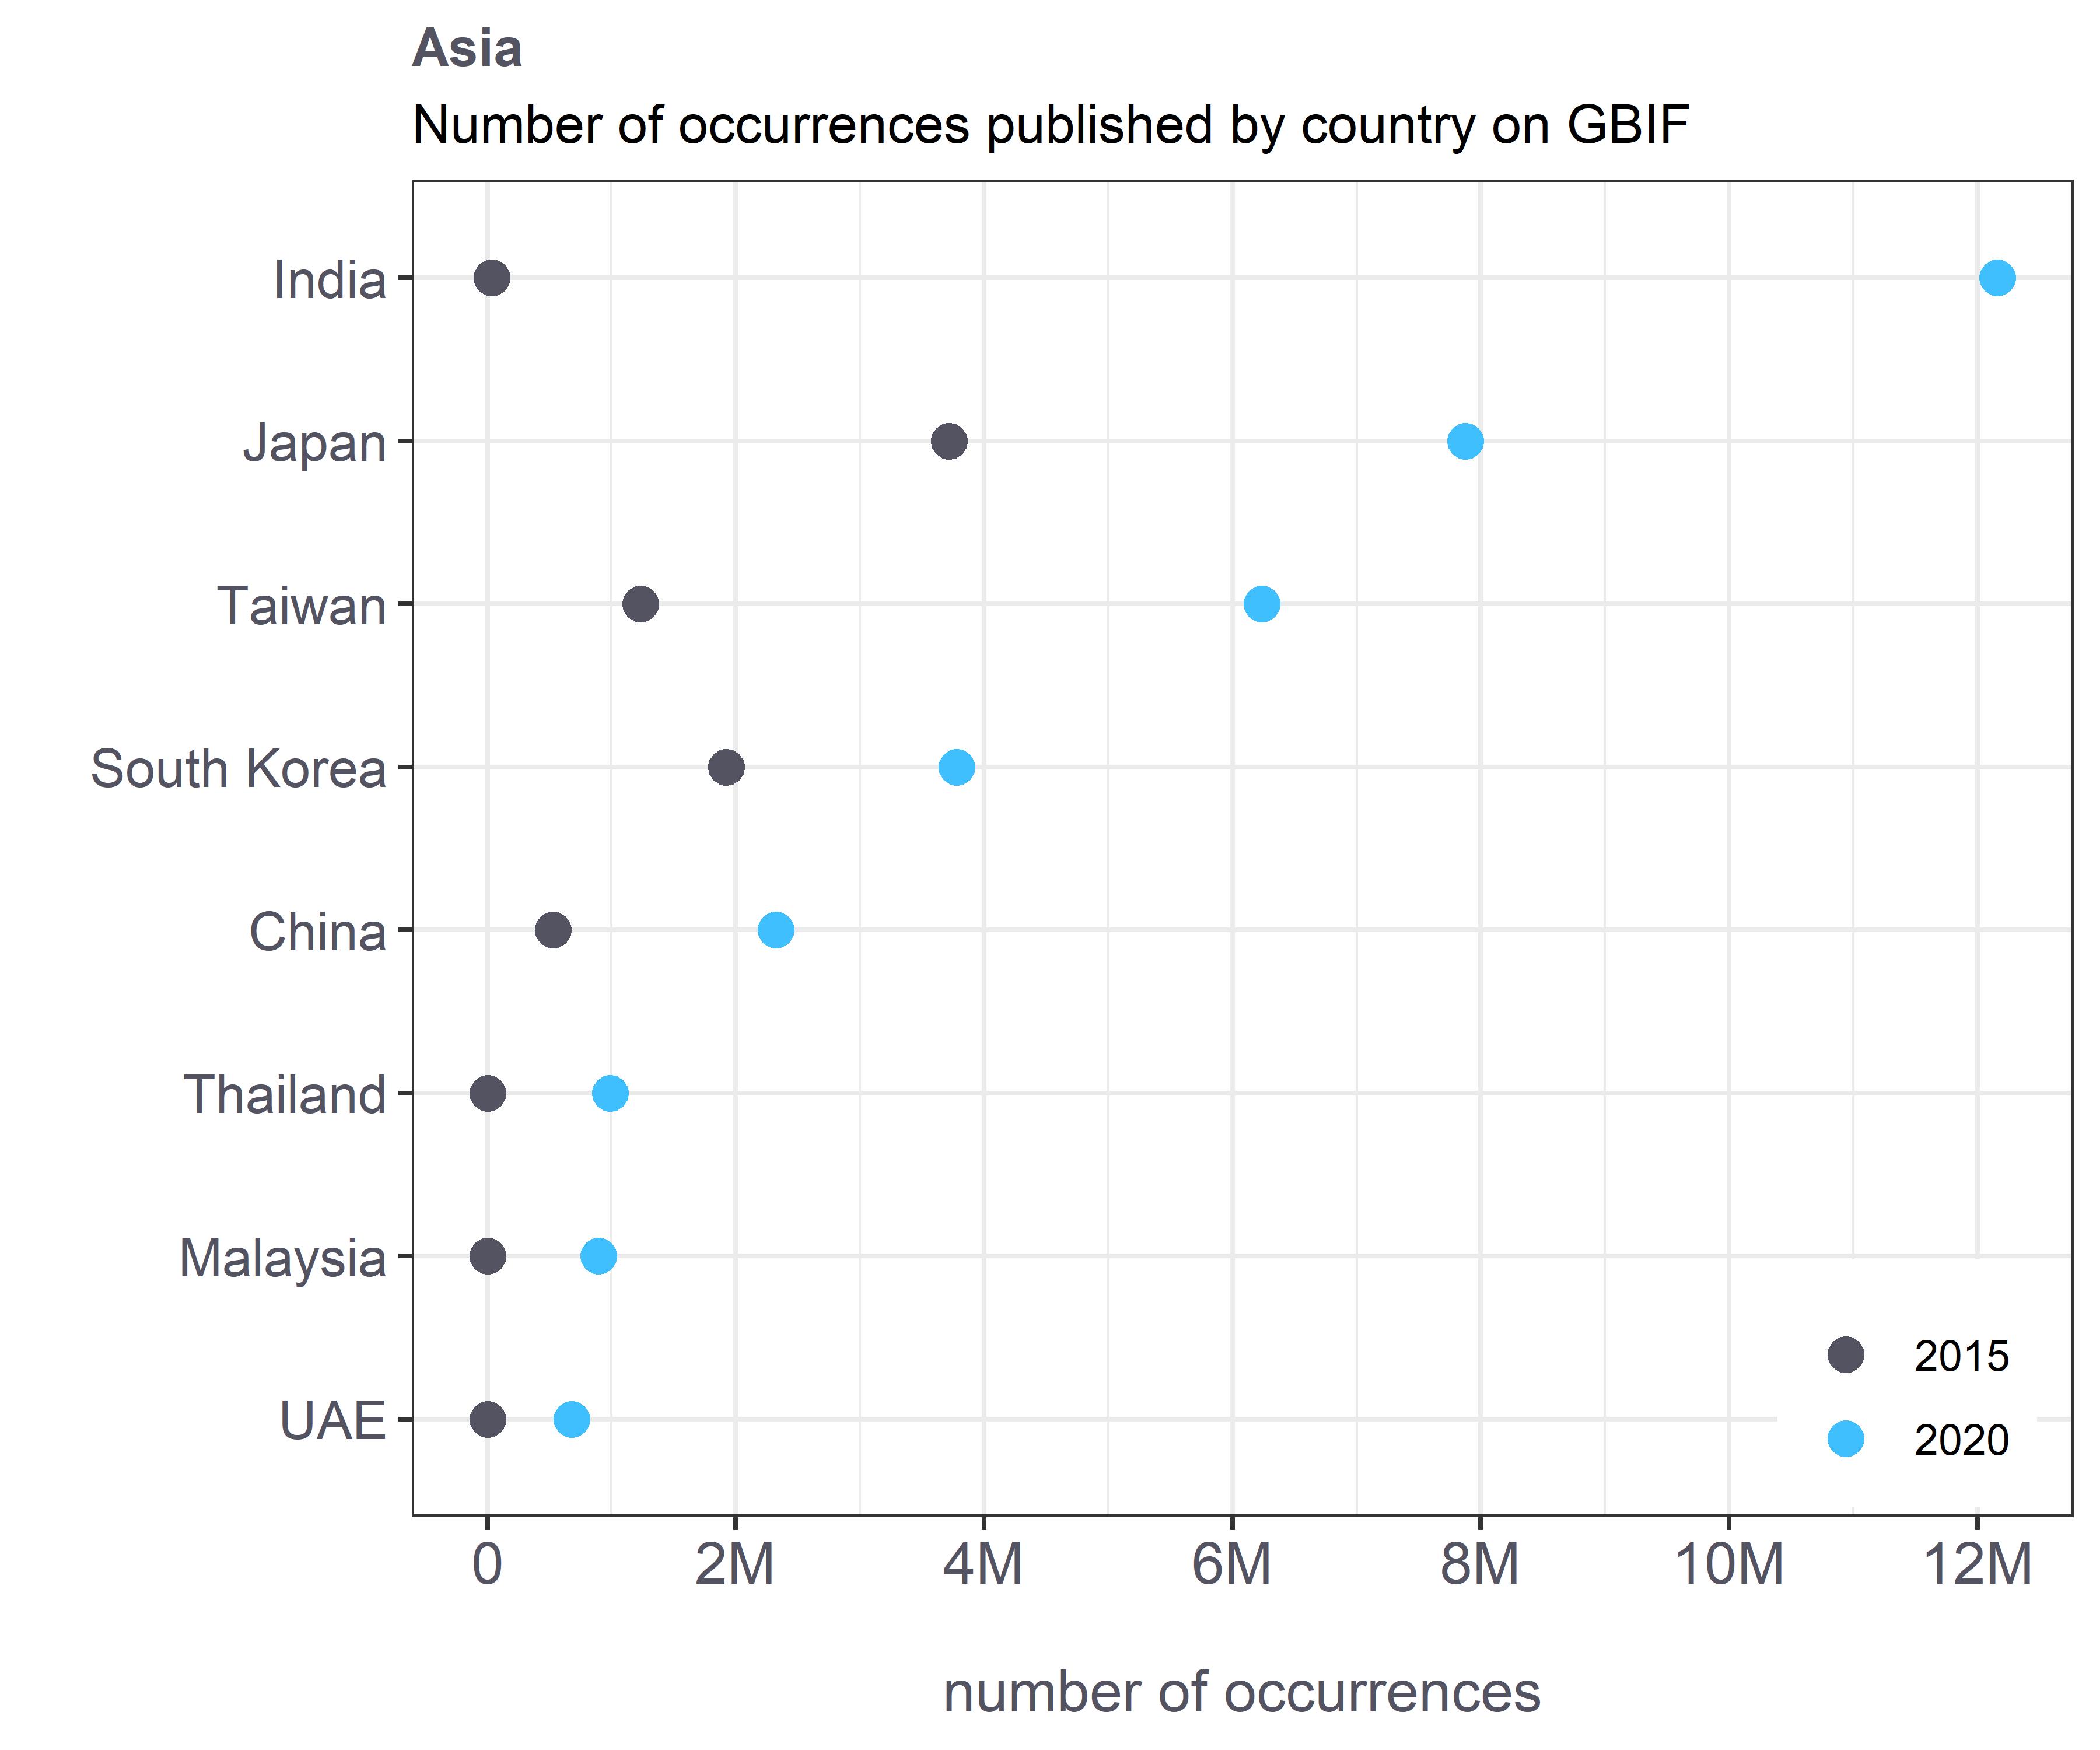 Asia
Number of occurrences published by country on GBIF
India
Japan
Taiwan
South Korea
China
Thailand
Malaysia
UAE
2015
2020
0 2M 4M 6M 8M 10M 12M
number of occurrences